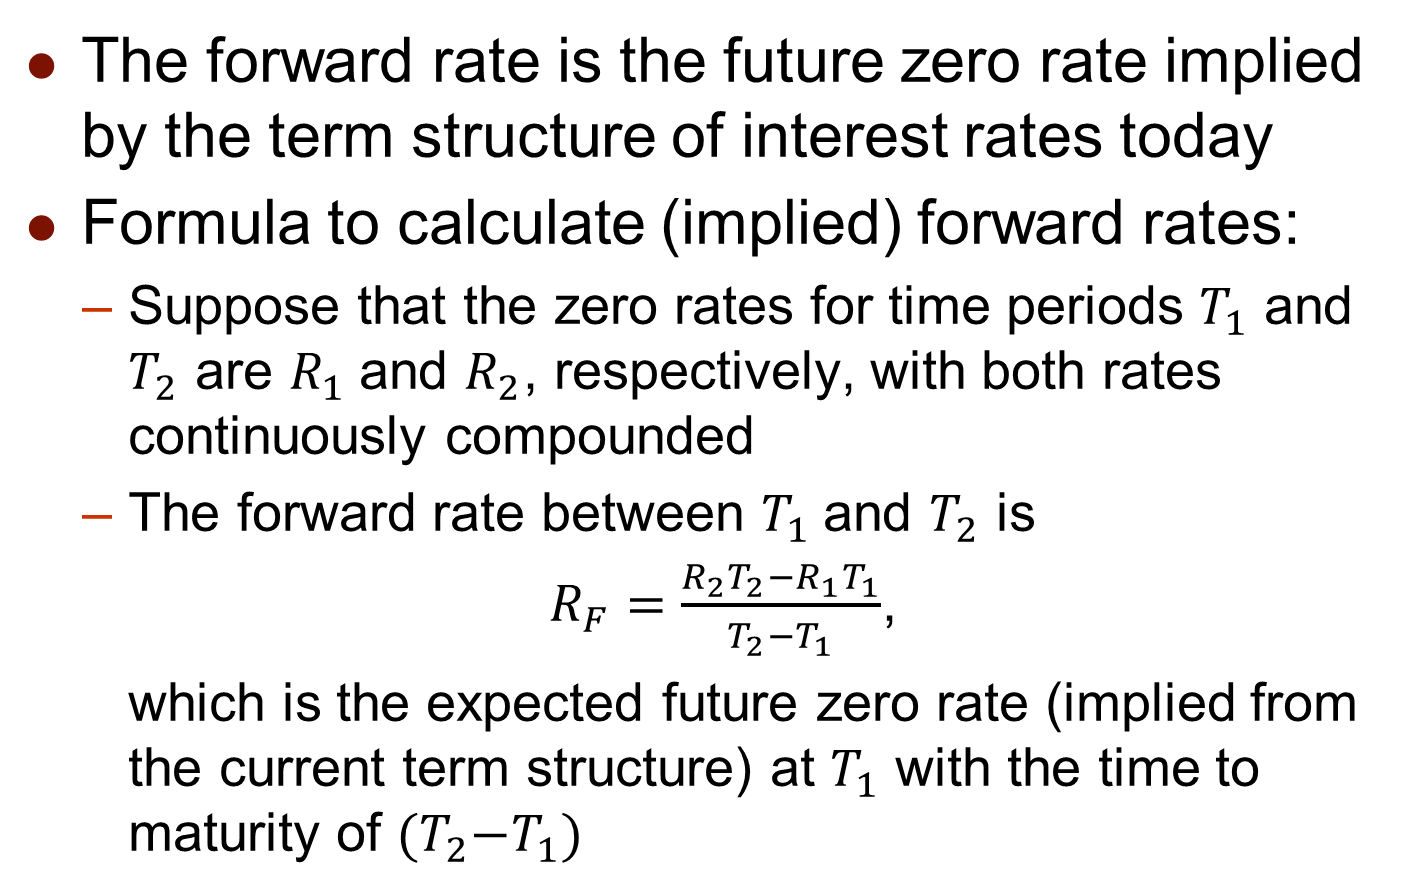 ● The forward rate is the future zero rate implied
by the term structure of interest rates today
● Formula to calculate (implied) forward rates:
– Suppose that the zero rates for time periods T₁ and
T₂ are R₁ and R₂, respectively, with both rates
continuously compounded
– The forward rate between T₁ and T₂ is
R_F = (R₂T₂−R₁T₁)/(T₂−T₁),
which is the expected future zero rate (implied from
the current term structure) at T₁ with the time to
maturity of (T₂−T₁)